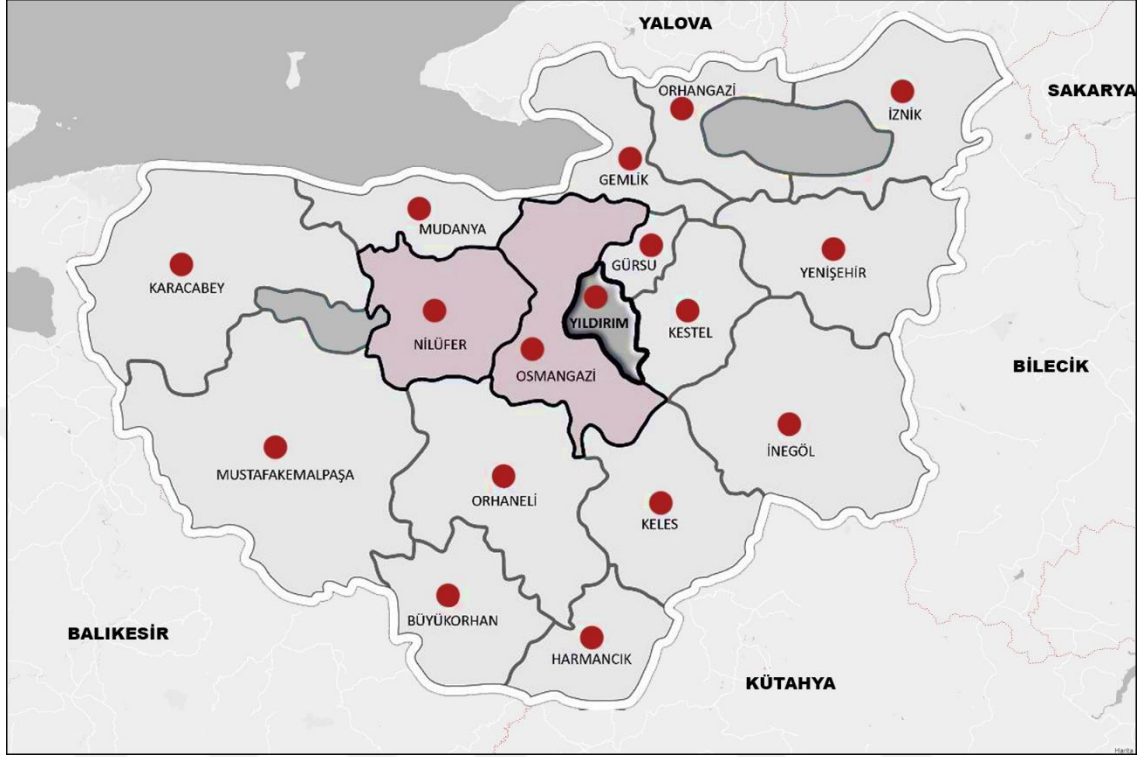 YALOVA
ORHANGAZİ
SAKARYA
İZNİK
GEMLİK
MUDANYA
GÜRSU
YENİŞEHİR
KARACABEY
YILDIRIM
KESTEL
NİLÜFER
OSMANGAZİ
BİLECİK
İNEGÖL
MUSTAFAKEMALPAŞA
ORHANELİ
KELES
BÜYÜKORHAN
BALIKESİR
HARMANCIK
KÜTAHYA
Harita